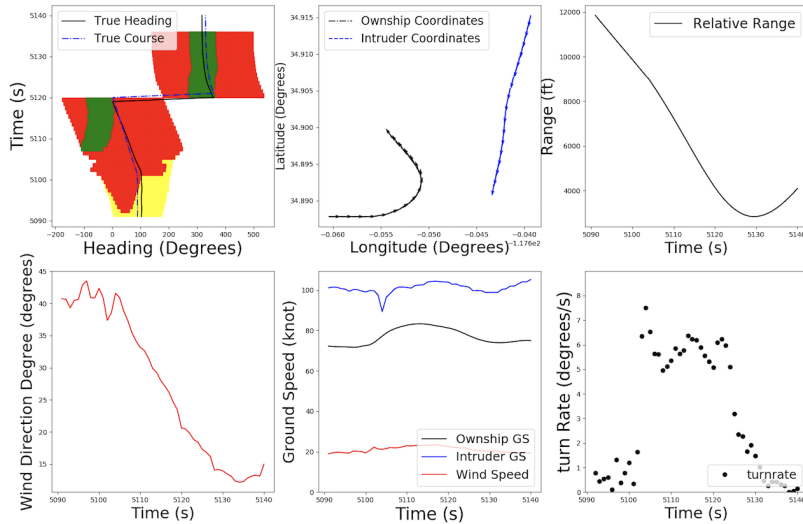 True Heading
True Course
5140
5130
5120
5110
5100
5090
Time (s)
-200 -100 0 100 200 300 400 500
Heading (Degrees)
Ownship Coordinates
Intruder Coordinates
34.915
34.910
34.905
34.900
34.895
34.890
Latitude (Degrees)
-0.060 -0.055 -0.050 -0.045 -0.040
-1.176e2
Longitude (Degrees)
Relative Range
12000
10000
8000
6000
4000
Range (ft)
5090 5100 5110 5120 5130 5140
Time (s)
45
40
35
30
25
20
15
Wind Direction Degree (degrees)
5090 5100 5110 5120 5130 5140
Time (s)
100
80
60
40
20
0
Ground Speed (knot)
Ownship GS
Intruder GS
Wind Speed
5090 5100 5110 5120 5130 5140
Time (s)
8
7
6
5
4
3
2
1
0
turn Rate (degrees/s)
turnrate
5090 5100 5110 5120 5130 5140
Time (s)